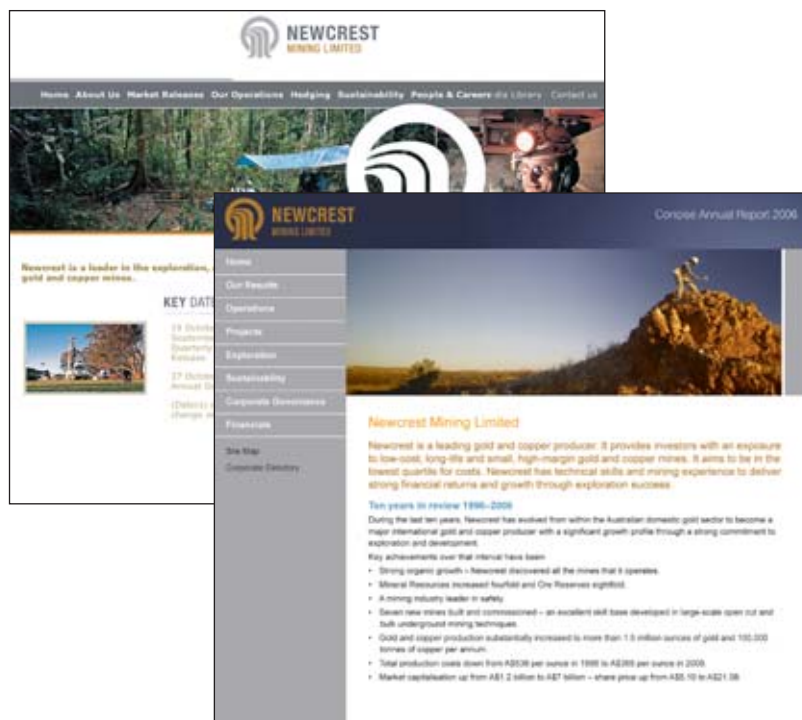 NEWCREST
MINING LIMITED
Home About Us Market Releases Our Operations Hedging Sustainability People & Careers dia Library Contact us
Newcrest is a leader in the exploration,
gold and copper mines.
KEY DATE
Septembe
Quarterly
Release
27 Octobe
Annual Ge
change w
NEWCREST
MINING LIMITED
Concise Annual Report 2006
Home
Our Results
Operations
Projects
Exploration
Sustainability
Corporate Governance
Financials
Site Map
Corporate Directory
Newcrest Mining Limited
Newcrest is a leading gold and copper producer. It provides investors with an exposure
to low-cost, long-life and small, high-margin gold and copper mines. It aims to be in the
lowest quartile for costs. Newcrest has technical skills and mining experience to deliver
strong financial returns and growth through exploration success.
Ten years in review 1996–2006
During the last ten years, Newcrest has evolved from within the Australian domestic gold sector to become a
major international gold and copper producer with a significant growth profile through a strong commitment to
exploration and development.
Key achievements over that interval have been
• Strong organic growth – Newcrest discovered all the mines that it operates.
• Mineral Resources increased fourfold and Ore Reserves eightfold.
• A mining industry leader in safety.
• Seven new mines built and commissioned – an excellent skill base developed in large-scale open cut and
bulk underground mining techniques.
• Gold and copper production substantially increased to more than 1.5 million ounces of gold and 100,000
tonnes of copper per annum.
• Total production costs down from A$536 per ounce in 1996 to per ounce in 2006.
• Market capitalisation up from A$1.2 billion to A$7 billion – share price up from A$5.10 to A$21.08.